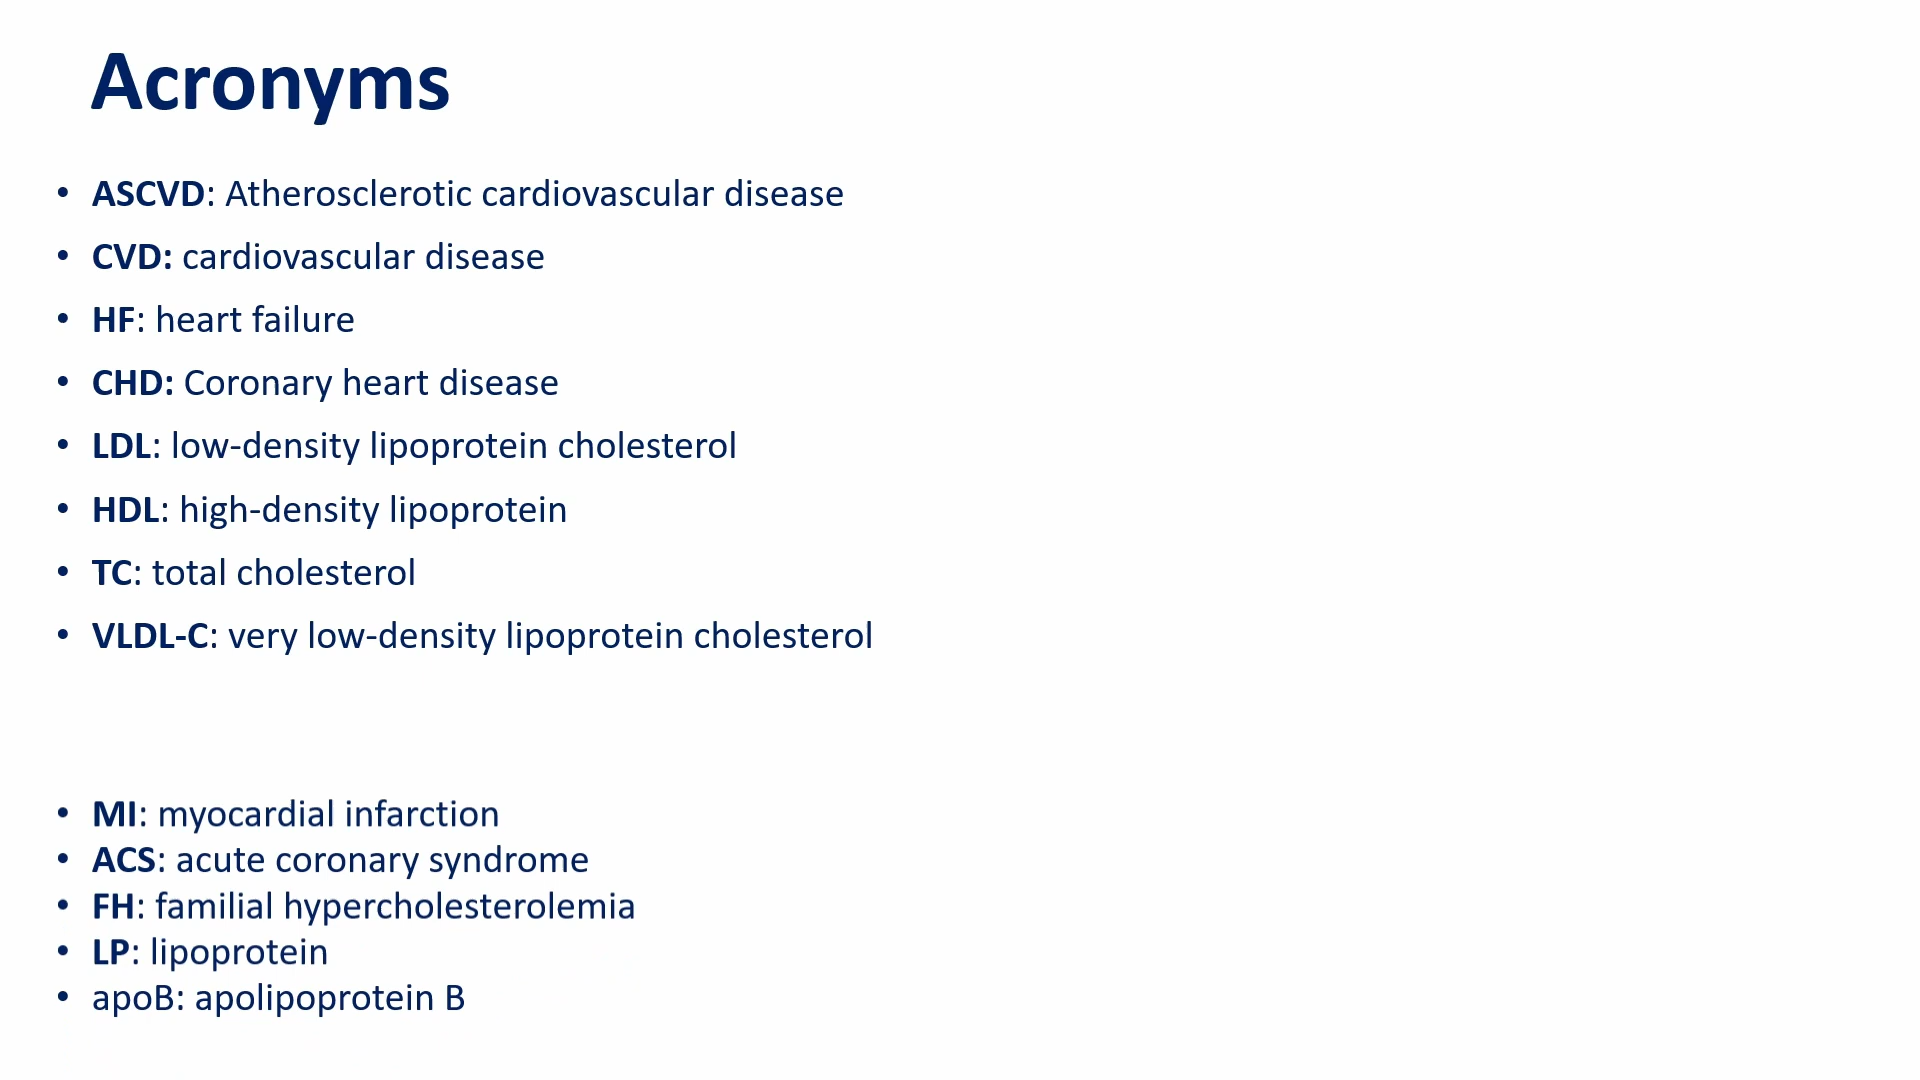 Acronyms
• ASCVD: Atherosclerotic cardiovascular disease
• CVD: cardiovascular disease
• HF: heart failure
• CHD: Coronary heart disease
• LDL: low-density lipoprotein cholesterol
• HDL: high-density lipoprotein
• TC: total cholesterol
• VLDL-C: very low-density lipoprotein cholesterol
• MI: myocardial infarction
• ACS: acute coronary syndrome
• FH: familial hypercholesterolemia
• LP: lipoprotein
• apoB: apolipoprotein B